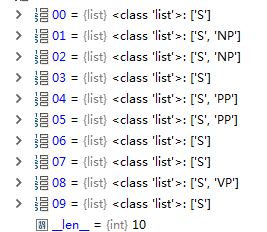 00 = {list} <class 'list'>: ['S']
01 = {list} <class 'list'>: ['S', 'NP']
02 = {list} <class 'list'>: ['S', 'NP']
03 = {list} <class 'list'>: ['S']
04 = {list} <class 'list'>: ['S', 'PP']
05 = {list} <class 'list'>: ['S', 'PP']
06 = {list} <class 'list'>: ['S']
07 = {list} <class 'list'>: ['S']
08 = {list} <class 'list'>: ['S', 'VP']
09 = {list} <class 'list'>: ['S']
__len__ = {int} 10